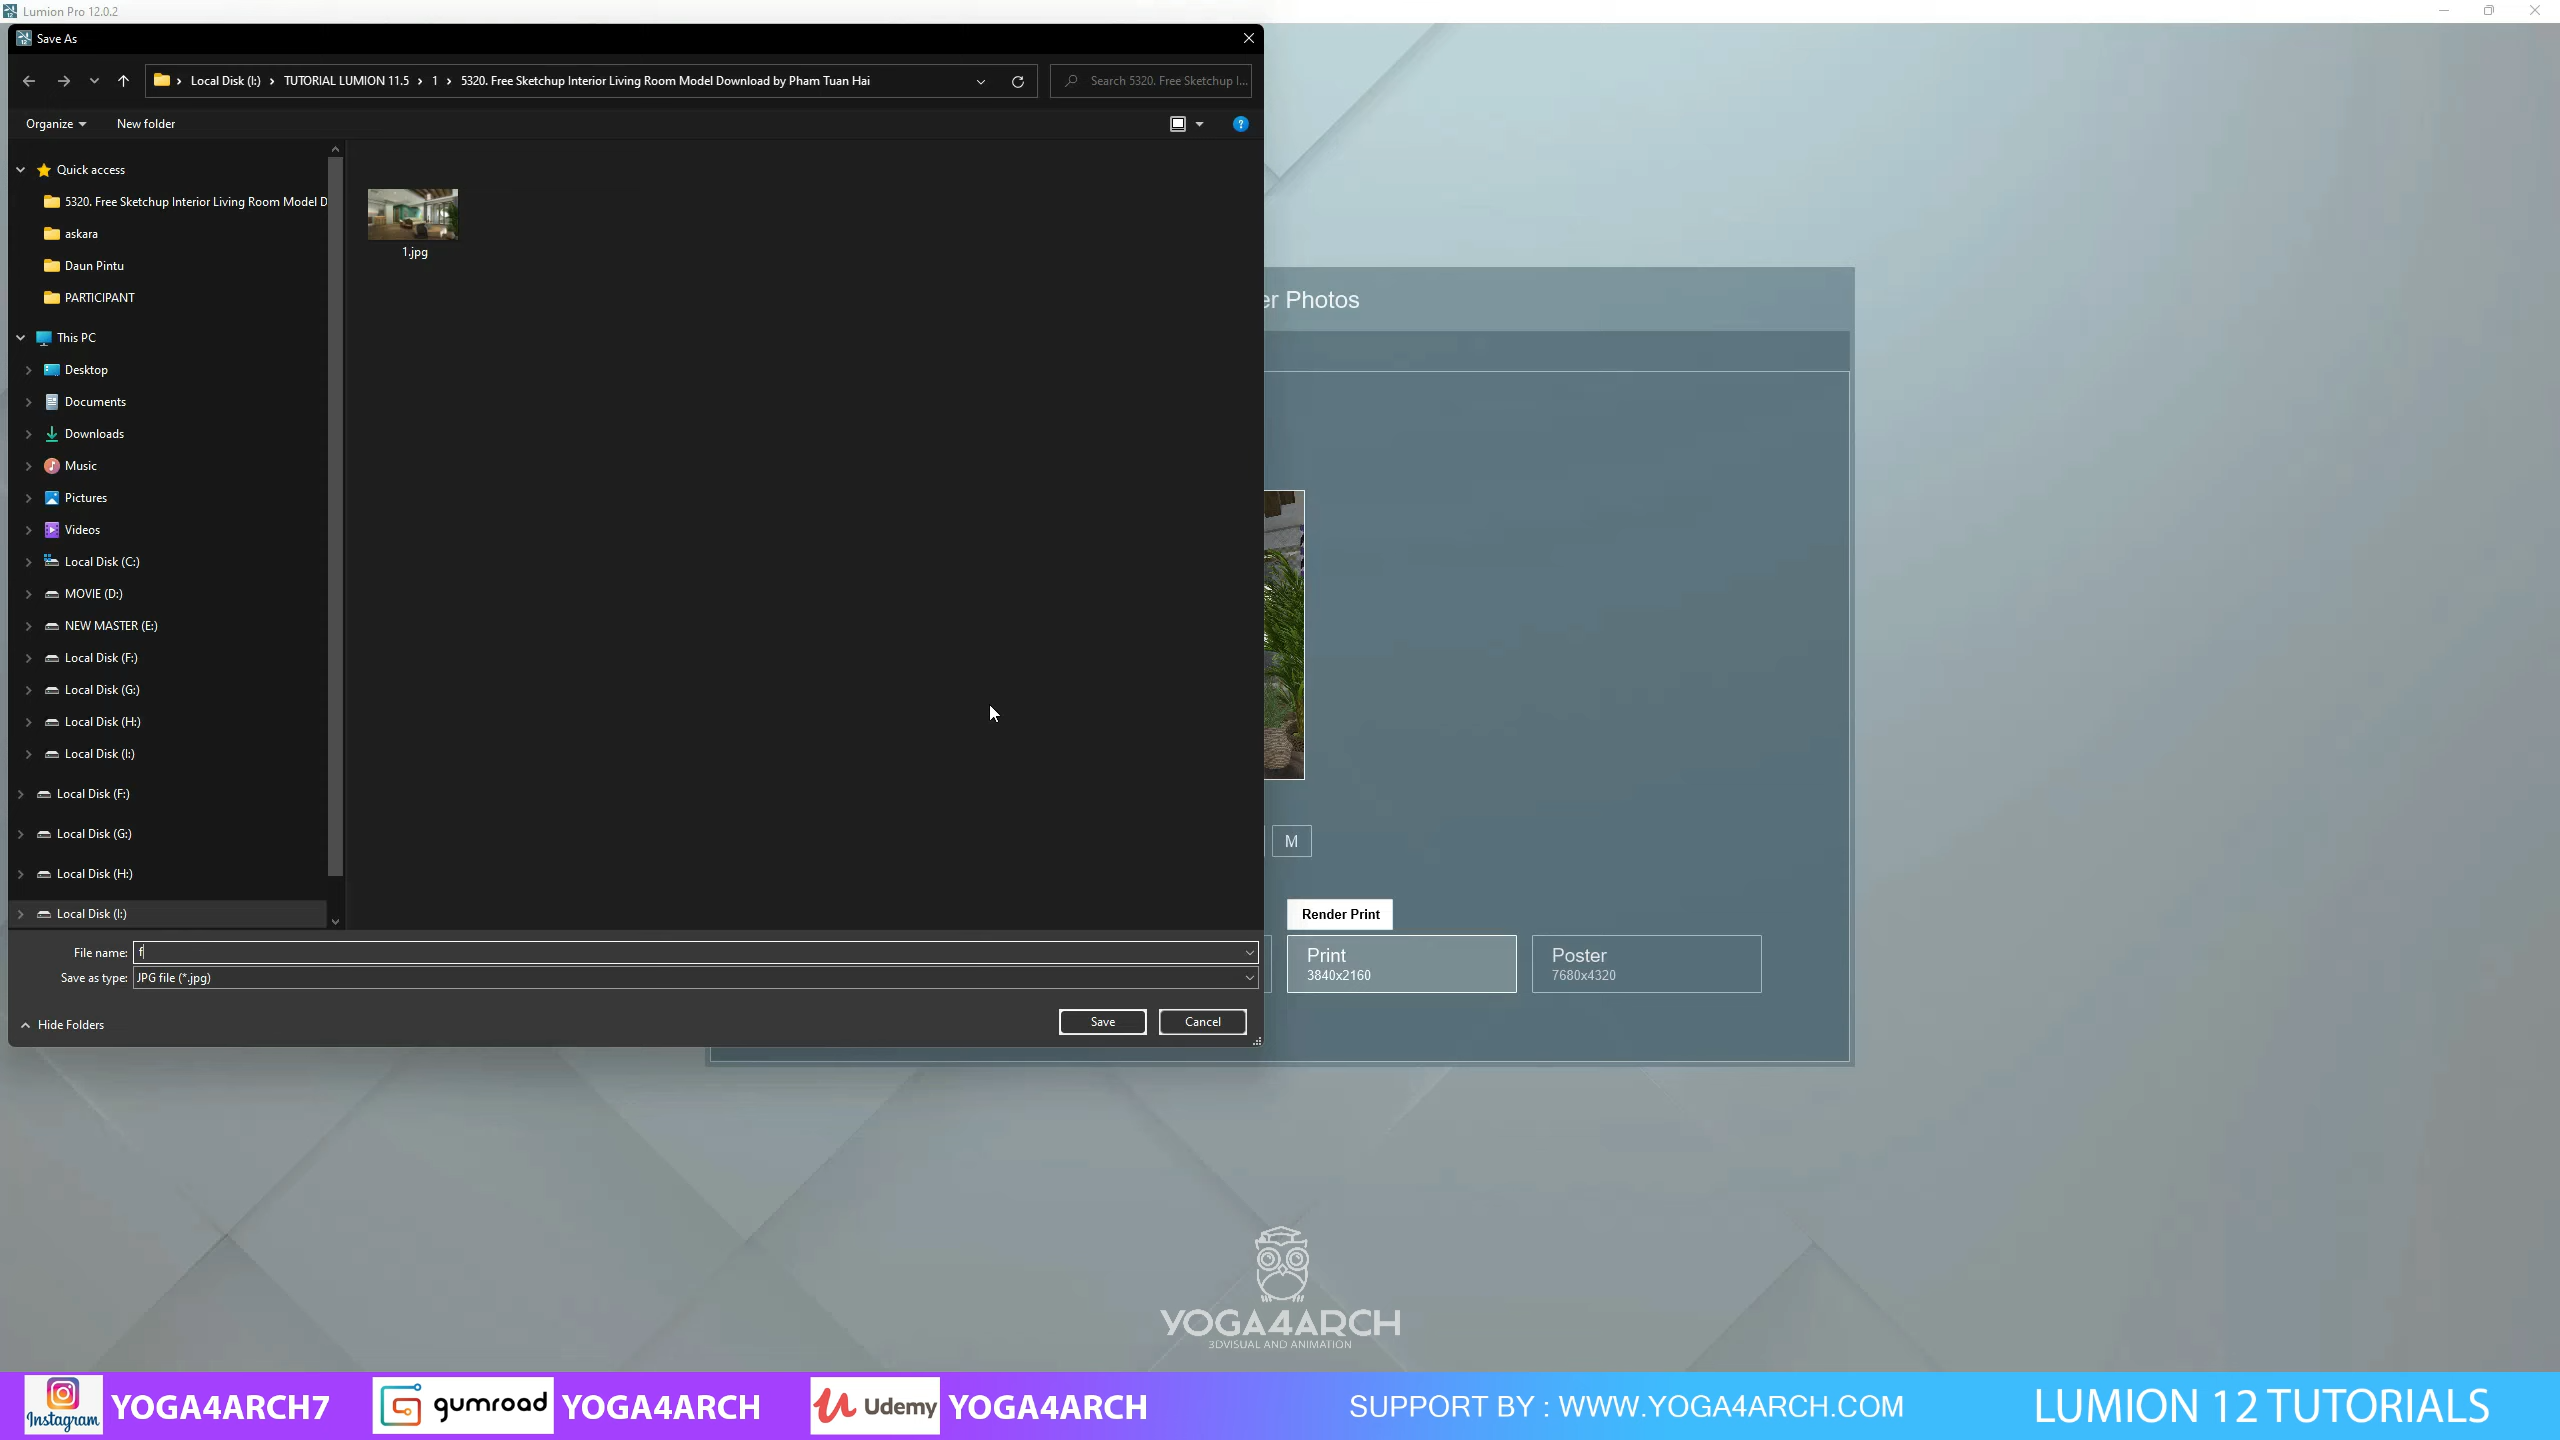 Lumion Pro 12.0.2
Save As
Local Disk (I:) › TUTORIAL LUMION 11.5 › 1 › 5320. Free Sketchup Interior Living Room Model Download by Pham Tuan Hai
Search 5320. Free Sketchup I...
Organize
New folder
Quick access
5320. Free Sketchup Interior Living Room Model D
askara
Daun Pintu
PARTICIPANT
This PC
Desktop
Documents
Downloads
Music
Pictures
Videos
Local Disk (C:)
MOVIE (D:)
NEW MASTER (E:)
Local Disk (F:)
Local Disk (G:)
Local Disk (H:)
Local Disk (I:)
Local Disk (F:)
Local Disk (G:)
Local Disk (H:)
Local Disk (I:)
1.jpg
File name: f
Save as type: JPG file (*.jpg)
Hide Folders
Save
Cancel
er Photos
M
Render Print
Print
3840x2160
Poster
7680x4320
YOGA4ARCH
3DVISUAL AND ANIMATION
Instagram
YOGA4ARCH7
gumroad
YOGA4ARCH
Udemy
YOGA4ARCH
SUPPORT BY : WWW.YOGA4ARCH.COM
LUMION 12 TUTORIALS